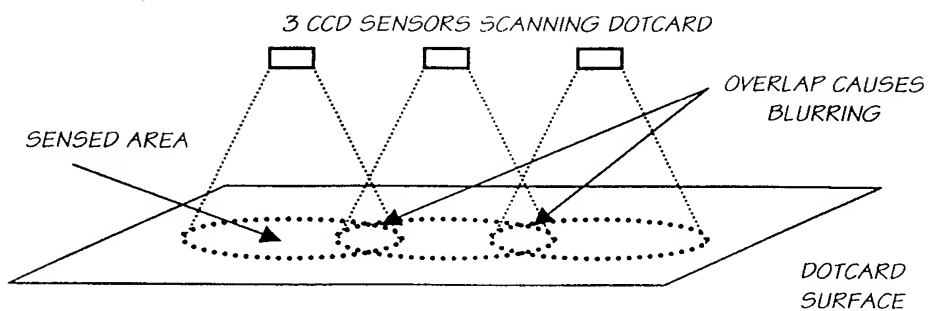 3 CCD SENSORS SCANNING DOTCARD
OVERLAP CAUSES
BLURRING
SENSED AREA
DOTCARD
SURFACE